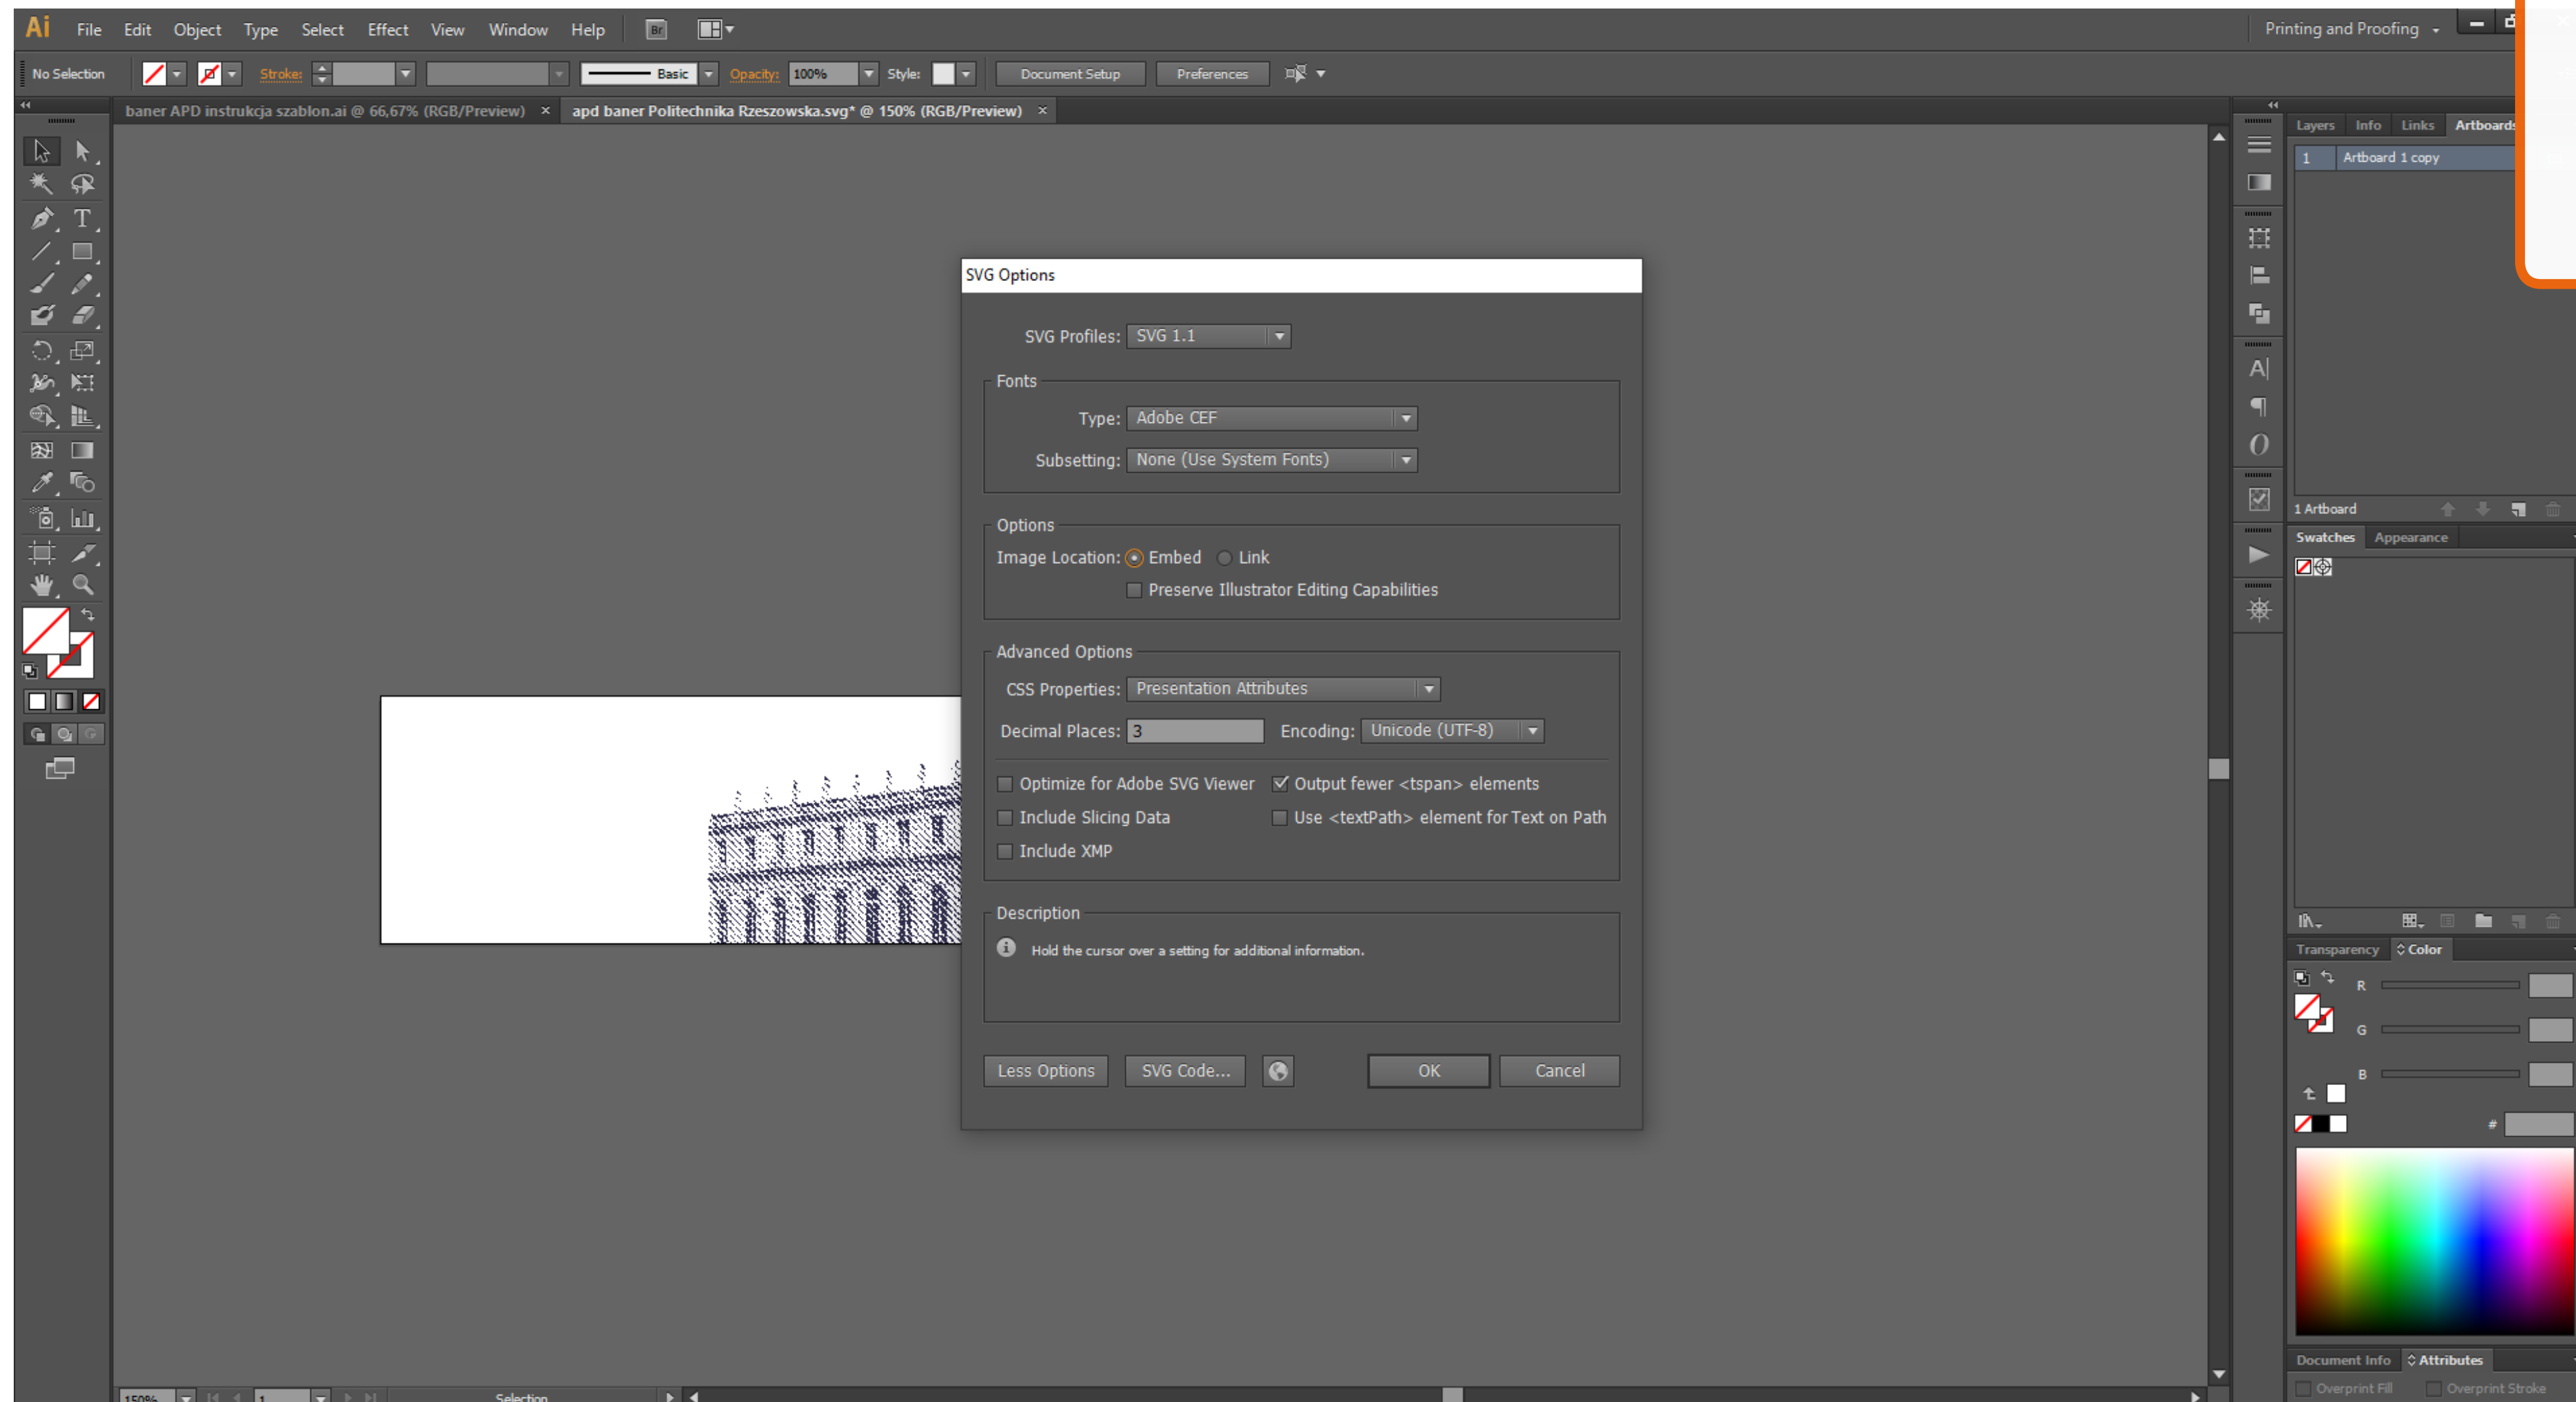 Ai File Edit Object Type Select Effect View Window Help Br Printing and Proofing
No Selection Stroke: Basic Opacity: 100% Style: Document Setup Preferences
baner APD instrukcja szablon.ai @ 66,67% (RGB/Preview) × apd baner Politechnika Rzeszowska.svg* @ 150% (RGB/Preview) ×
Layers Info Links Artboards
1 Artboard 1 copy
SVG Options
SVG Profiles: SVG 1.1
Fonts
Type: Adobe CEF
Subsetting: None (Use System Fonts)
Options
Image Location: Embed Link
Preserve Illustrator Editing Capabilities
Advanced Options
CSS Properties: Presentation Attributes
Decimal Places: 3 Encoding: Unicode (UTF-8)
Optimize for Adobe SVG Viewer Output fewer <tspan> elements
Include Slicing Data Use <textPath> element for Text on Path
Include XMP
Description
Hold the cursor over a setting for additional information.
Less Options SVG Code... OK Cancel
1 Artboard
Swatches Appearance
Transparency Color
R
G
B
#
Document Info Attributes
Overprint Fill Overprint Stroke
150% 1 Selection